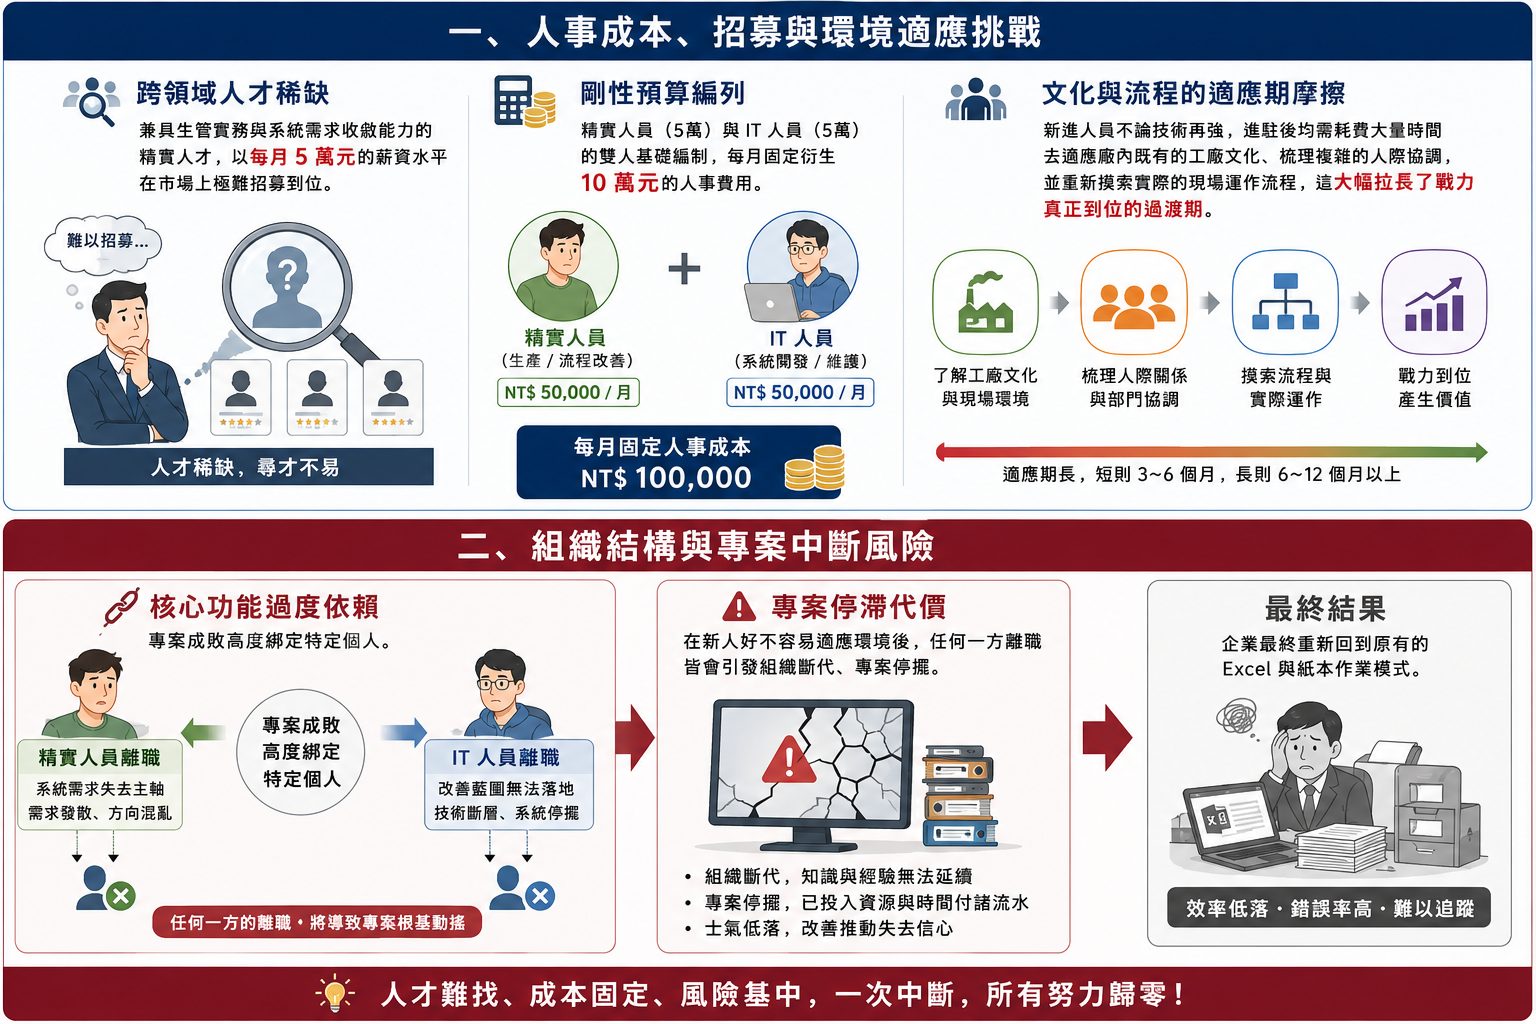 一、人事成本、招募與環境適應挑戰
跨領域人才稀缺
兼具生管實務與系統需求收斂能力的
精實人才，以每月 5 萬元的薪資水平
在市場上極難招募到位。
難以招募...
?
人才稀缺，尋才不易
剛性預算編列
精實人員（5萬）與 IT 人員（5萬）
的雙人基礎編制，每月固定衍生
10 萬元的人事費用。
+
精實人員
（生產 / 流程改善）
NT$ 50,000 / 月
IT 人員
（系統開發 / 維護）
NT$ 50,000 / 月
每月固定人事成本
NT$ 100,000
文化與流程的適應期摩擦
新進人員不論技術再強，進駐後均需耗費大量時間
去適應廠內既有的工廠文化、梳理複雜的人際協調，
並重新摸索實際的現場運作流程，這大幅拉長了戰力
真正到位的過渡期。
了解工廠文化
與現場環境
梳理人際關係
與部門協調
摸索流程與
實際運作
戰力到位
產生價值
適應期長，短則 3~6 個月，長則 6~12 個月以上
二、組織結構與專案中斷風險
核心功能過度依賴
專案成敗高度綁定特定個人。
精實人員離職
系統需求失去主軸
需求發散、方向混亂
專案成敗
高度綁定
特定個人
IT 人員離職
改善藍圖無法落地
技術斷層、系統停擺
任何一方的離職，將導致專案根基動搖
專案停滯代價
在新人好不容易適應環境後，任何一方離職
皆會引發組織斷代、專案停擺。
• 組織斷代，知識與經驗無法延續
• 專案停擺，已投入資源與時間付諸流水
• 士氣低落，改善推動失去信心
最終結果
企業最終重新回到原有的
Excel 與紙本作業模式。
X
效率低落・錯誤率高・難以追蹤
人才難找、成本固定、風險基中，一次中斷，所有努力歸零！